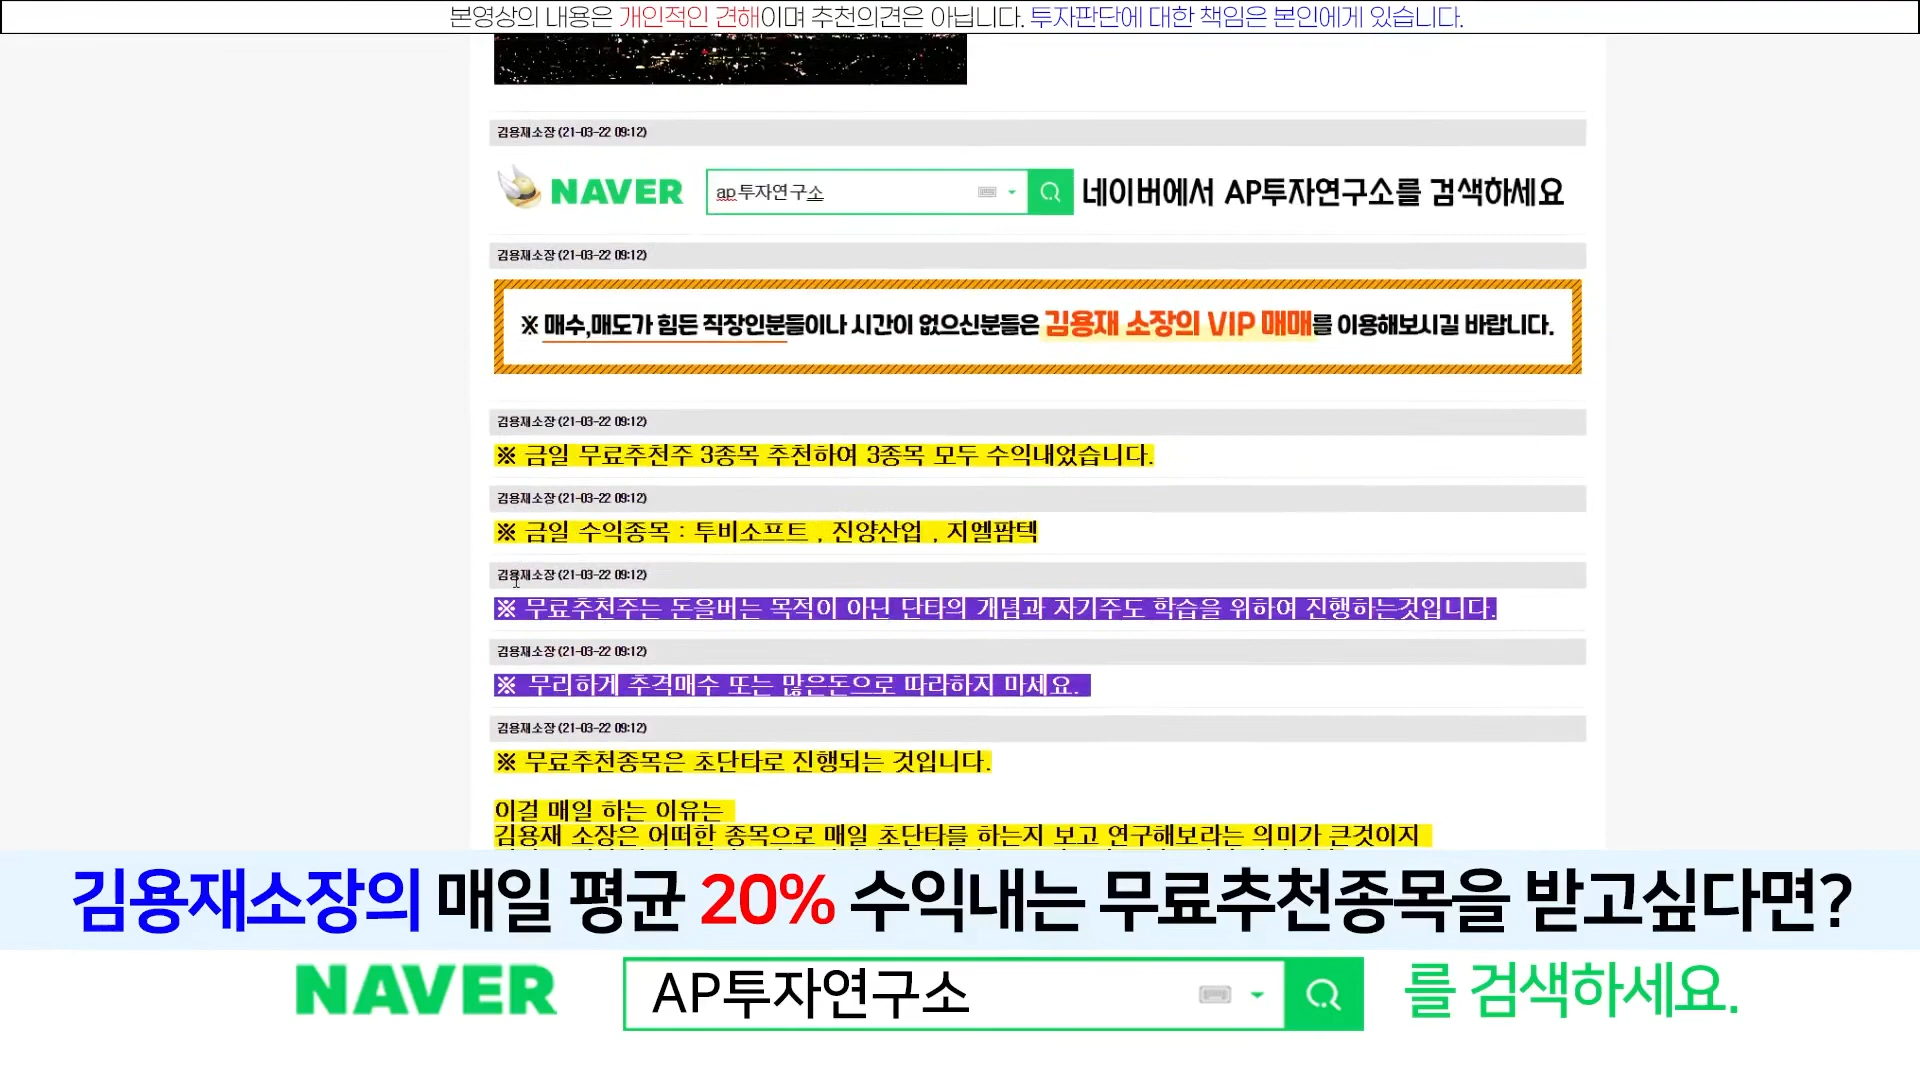 본영상의 내용은 개인적인 견해이며 추천의견은 아닙니다. 투자판단에 대한 책임은 본인에게 있습니다.
김용재소장 (21-03-22 09:12)
NAVER ap투자연구소 네이버에서 AP투자연구소를 검색하세요
김용재소장 (21-03-22 09:12)
※ 매수,매도가 힘든 직장인분들이나 시간이 없으신분들은 김용재 소장의 VIP 매매를 이용해보시길 바랍니다.
김용재소장 (21-03-22 09:12)
※ 금일 무료추천주 3종목 추천하여 3종목 모두 수익내었습니다.
김용재소장 (21-03-22 09:12)
※ 금일 수익종목 : 투비소프트 , 진양산업 , 지엘팜텍
김용재소장 (21-03-22 09:12)
※ 무료추천주는 돈을버는 목적이 아닌 단타의 개념과 자기주도 학습을 위하여 진행하는것입니다.
김용재소장 (21-03-22 09:12)
※ 무리하게 추격매수 또는 많은돈으로 따라하지 마세요.
김용재소장 (21-03-22 09:12)
※ 무료추천종목은 초단타로 진행되는 것입니다.
이걸 매일 하는 이유는
김용재 소장은 어떠한 종목으로 매일 초단타를 하는지 보고 연구해보라는 의미가 큰것이지
김용재소장의 매일 평균 20% 수익내는 무료추천종목을 받고싶다면?
NAVER AP투자연구소 를 검색하세요.